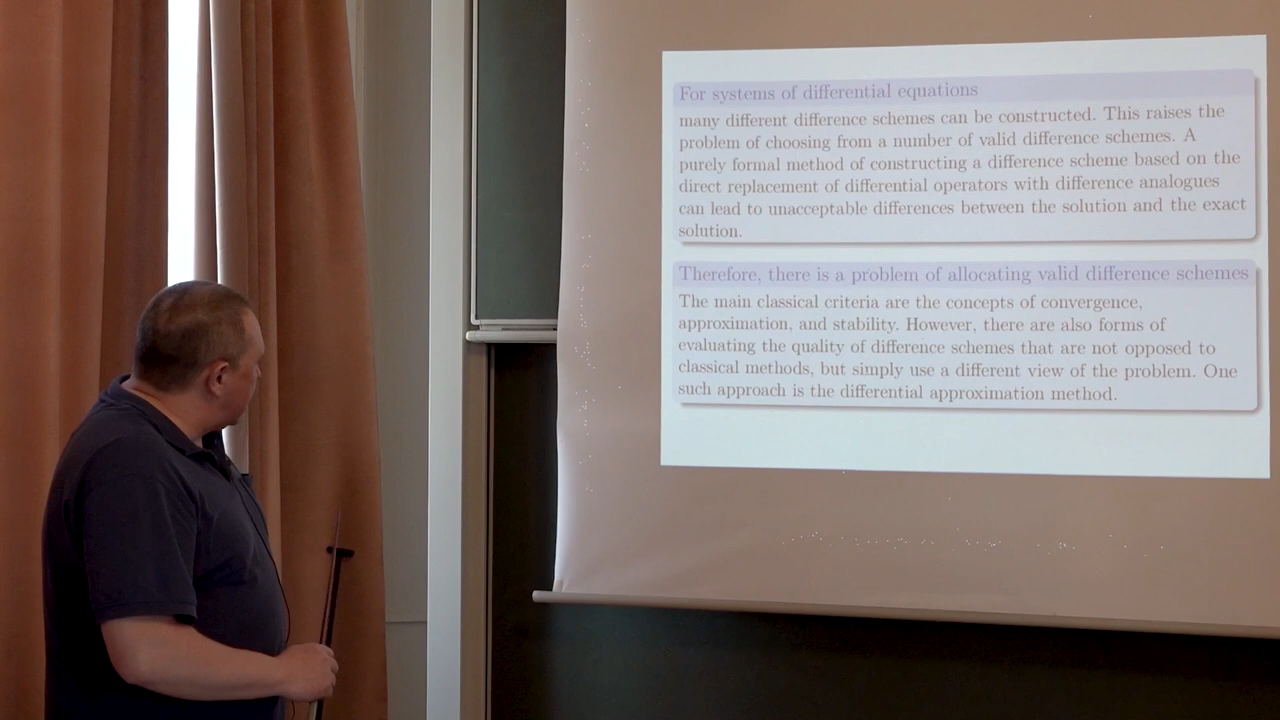 For systems of differential equations
many different difference schemes can be constructed. This raises the
problem of choosing from a number of valid difference schemes. A
purely formal method of constructing a difference scheme based on the
direct replacement of differential operators with difference analogues
can lead to unacceptable differences between the solution and the exact
solution.
Therefore, there is a problem of allocating valid difference schemes
The main classical criteria are the concepts of convergence,
approximation, and stability. However, there are also forms of
evaluating the quality of difference schemes that are not opposed to
classical methods, but simply use a different view of the problem. One
such approach is the differential approximation method.